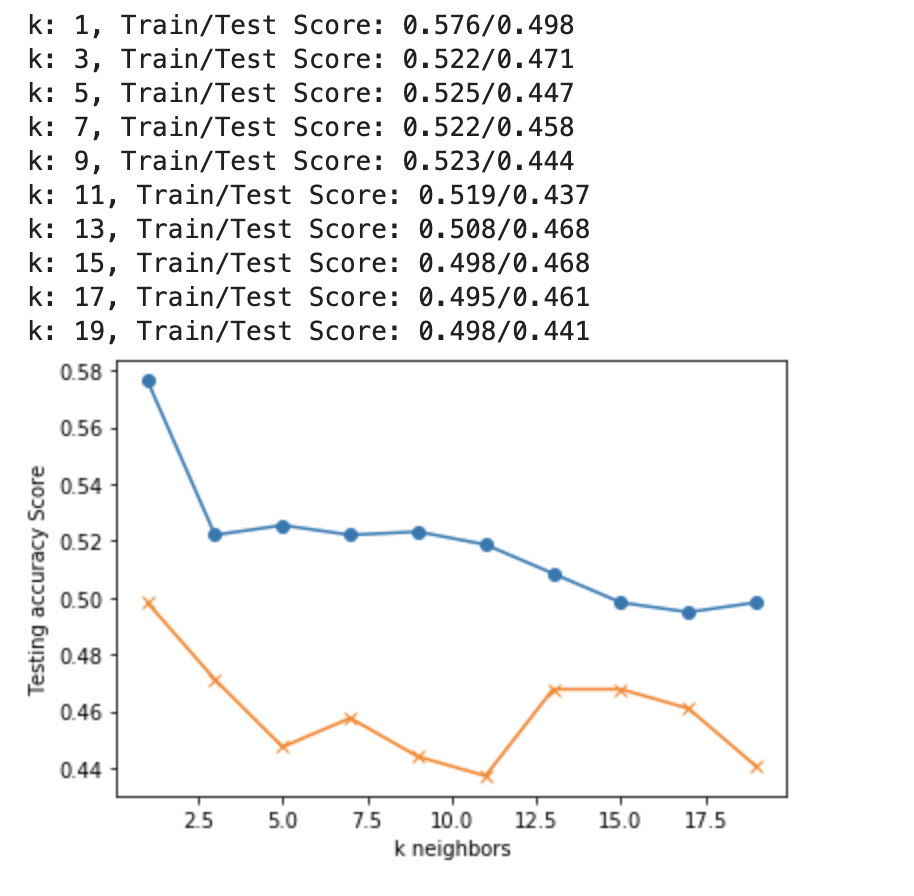 k: 1, Train/Test Score: 0.576/0.498
k: 3, Train/Test Score: 0.522/0.471
k: 5, Train/Test Score: 0.525/0.447
k: 7, Train/Test Score: 0.522/0.458
k: 9, Train/Test Score: 0.523/0.444
k: 11, Train/Test Score: 0.519/0.437
k: 13, Train/Test Score: 0.508/0.468
k: 15, Train/Test Score: 0.498/0.468
k: 17, Train/Test Score: 0.495/0.461
k: 19, Train/Test Score: 0.498/0.441
Testing accuracy Score
0.58
0.56
0.54
0.52
0.50
0.48
0.46
0.44
2.5 5.0 7.5 10.0 12.5 15.0 17.5
k neighbors